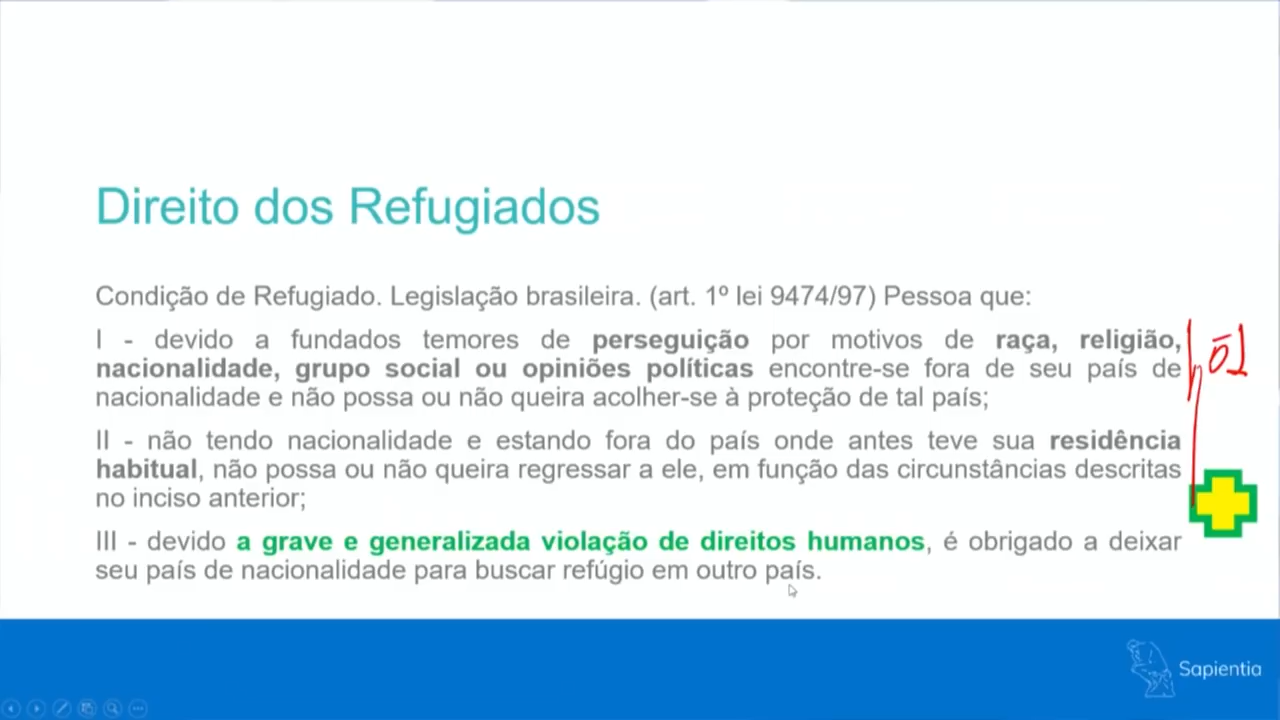 Direito dos Refugiados
Condição de Refugiado. Legislação brasileira. (art. 1º lei 9474/97) Pessoa que:
I - devido a fundados temores de perseguição por motivos de raça, religião,
nacionalidade, grupo social ou opiniões políticas encontre-se fora de seu país de
nacionalidade e não possa ou não queira acolher-se à proteção de tal país;
II - não tendo nacionalidade e estando fora do país onde antes teve sua residência
habitual, não possa ou não queira regressar a ele, em função das circunstâncias descritas
no inciso anterior;
III - devido a grave e generalizada violação de direitos humanos, é obrigado a deixar
seu país de nacionalidade para buscar refúgio em outro país.
Sapientia